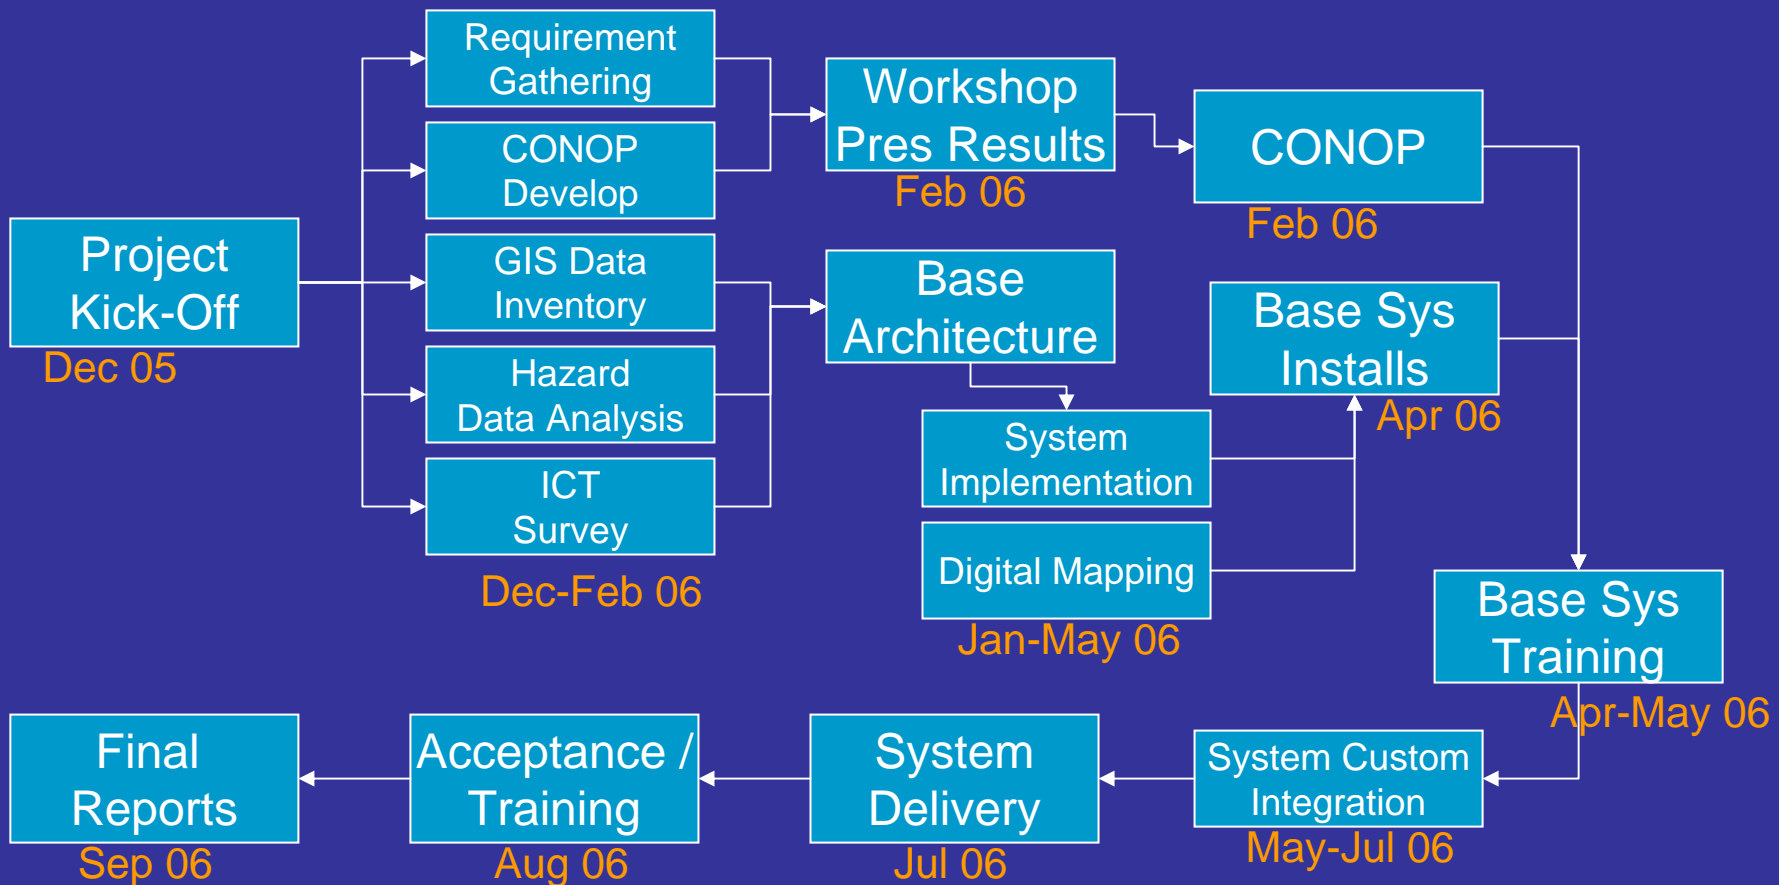 Project
Kick-Off
Dec 05
Requirement
Gathering
CONOP
Develop
GIS Data
Inventory
Hazard
Data Analysis
ICT
Survey
Dec-Feb 06
Workshop
Pres Results
Feb 06
CONOP
Feb 06
Base
Architecture
System
Implementation
Digital Mapping
Jan-May 06
Base Sys
Installs
Apr 06
Base Sys
Training
Apr-May 06
System Custom
Integration
May-Jul 06
System
Delivery
Jul 06
Acceptance /
Training
Aug 06
Final
Reports
Sep 06